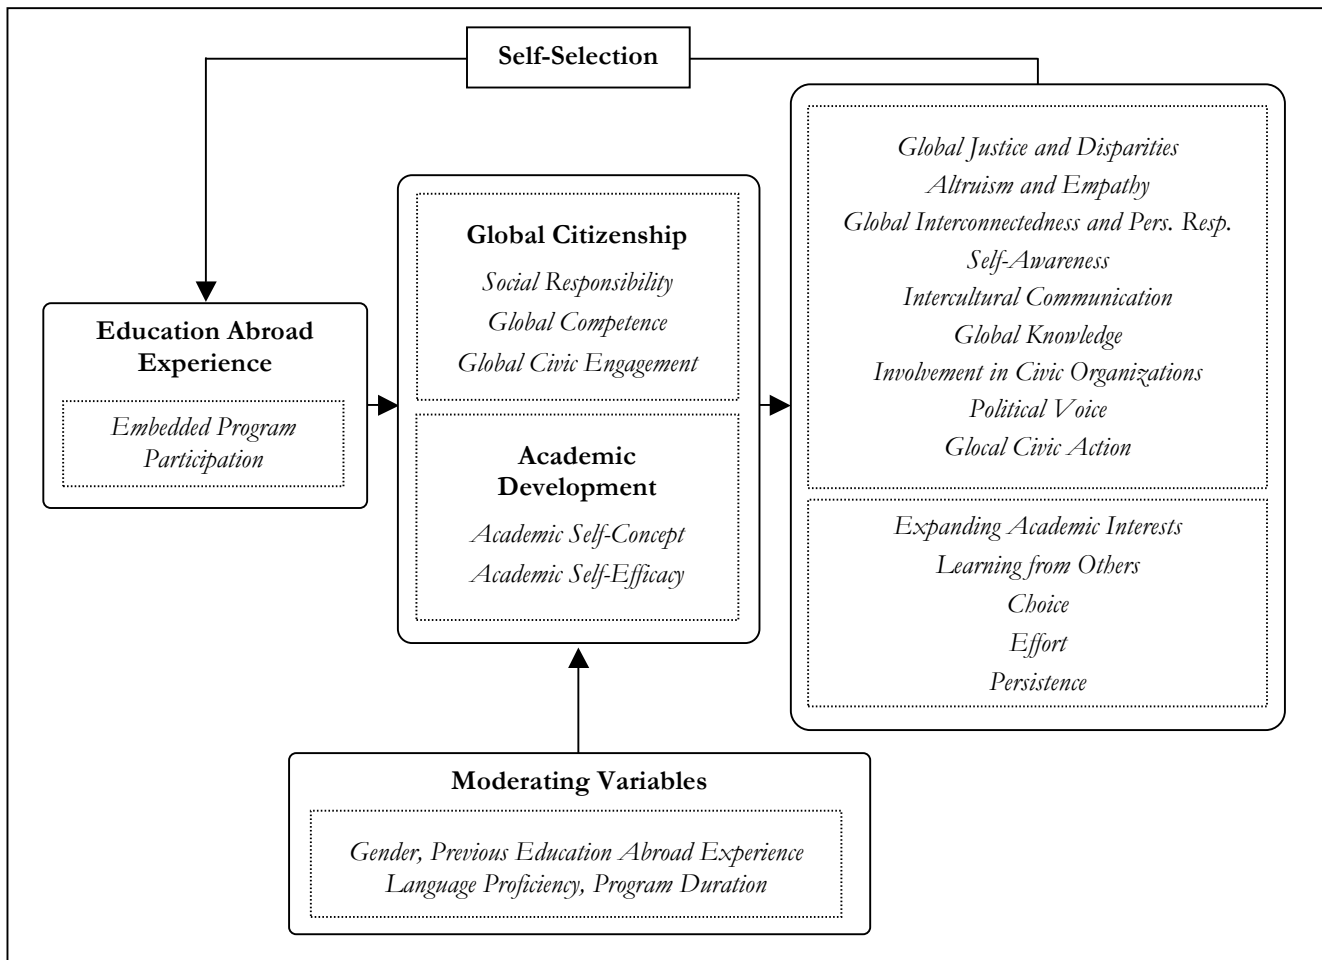 Self-Selection
Education Abroad
Experience
Embedded Program
Participation
Global Citizenship
Social Responsibility
Global Competence
Global Civic Engagement
Academic
Development
Academic Self-Concept
Academic Self-Efficacy
Global Justice and Disparities
Altruism and Empathy
Global Interconnectedness and Pers. Resp.
Self-Awareness
Intercultural Communication
Global Knowledge
Involvement in Civic Organizations
Political Voice
Glocal Civic Action
Expanding Academic Interests
Learning from Others
Choice
Effort
Persistence
Moderating Variables
Gender, Previous Education Abroad Experience
Language Proficiency, Program Duration